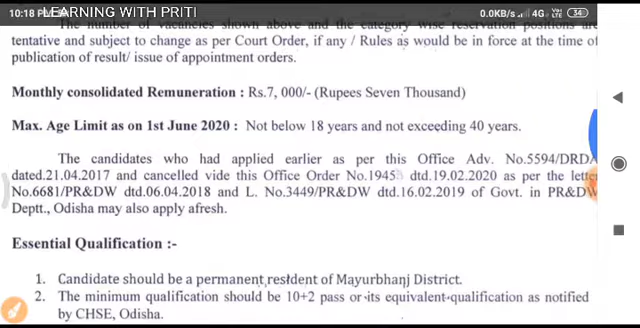 10:18 PM LEARNING WITH PRITI 0.0KB/s 4G 34
The number of vacancies shown above and the category wise reservation positions are
tentative and subject to change as per Court Order, if any / Rules as would be in force at the time of
publication of result/ issue of appointment orders.
Monthly consolidated Remuneration : Rs.7, 000/- (Rupees Seven Thousand)
Max. Age Limit as on 1st June 2020 : Not below 18 years and not exceeding 40 years.
The candidates who had applied earlier as per this Office Adv. No.5594/DRDA
dated.21.04.2017 and cancelled vide this Office Order No.1945 dtd.19.02.2020 as per the letter
No.6681/PR&DW dtd.06.04.2018 and L. No.3449/PR&DW dtd.16.02.2019 of Govt. in PR&DW
Deptt., Odisha may also apply afresh.
Essential Qualification :-
1. Candidate should be a permanent resident of Mayurbhanj District.
2. The minimum qualification should be 10+2 pass or its equivalent qualification as notified
by CHSE, Odisha.